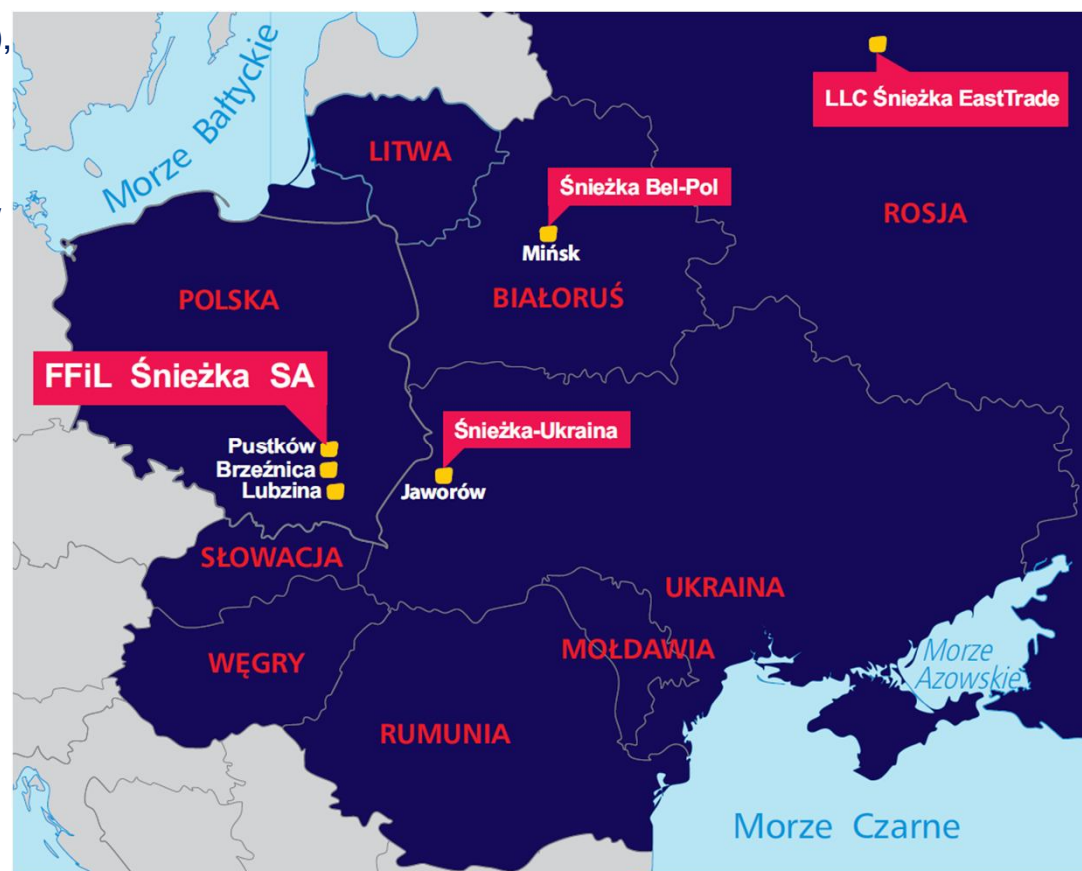 ),
Morze Bałtyckie
LLC Śnieżka EastTrade
LITWA
Śnieżka Bel-Pol
ROSJA
Mińsk
POLSKA
BIAŁORUŚ
FFiL Śnieżka SA
Śnieżka-Ukraina
Pustków
Brzeźnica
Lubzina
Jaworów
SŁOWACJA
UKRAINA
WĘGRY
MOŁDAWIA
Morze
Azowskie
RUMUNIA
Morze Czarne